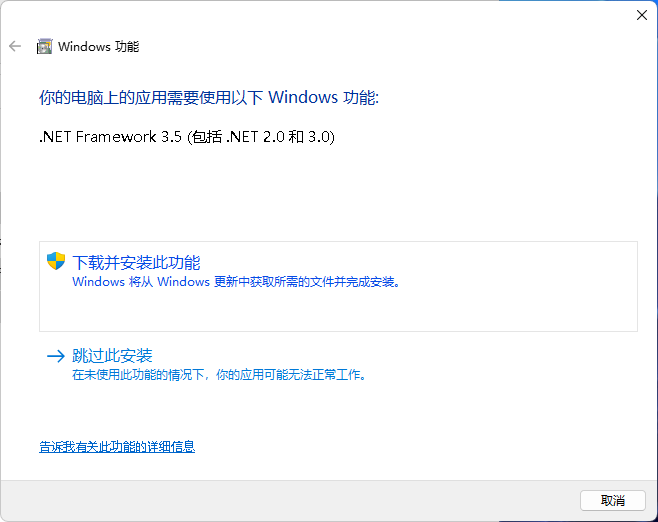 Windows 功能
你的电脑上的应用需要使用以下 Windows 功能:
.NET Framework 3.5 (包括 .NET 2.0 和 3.0)
下载并安装此功能
Windows 将从 Windows 更新中获取所需的文件并完成安装。
跳过此安装
在未使用此功能的情况下，你的应用可能无法正常工作。
告诉我有关此功能的详细信息
取消